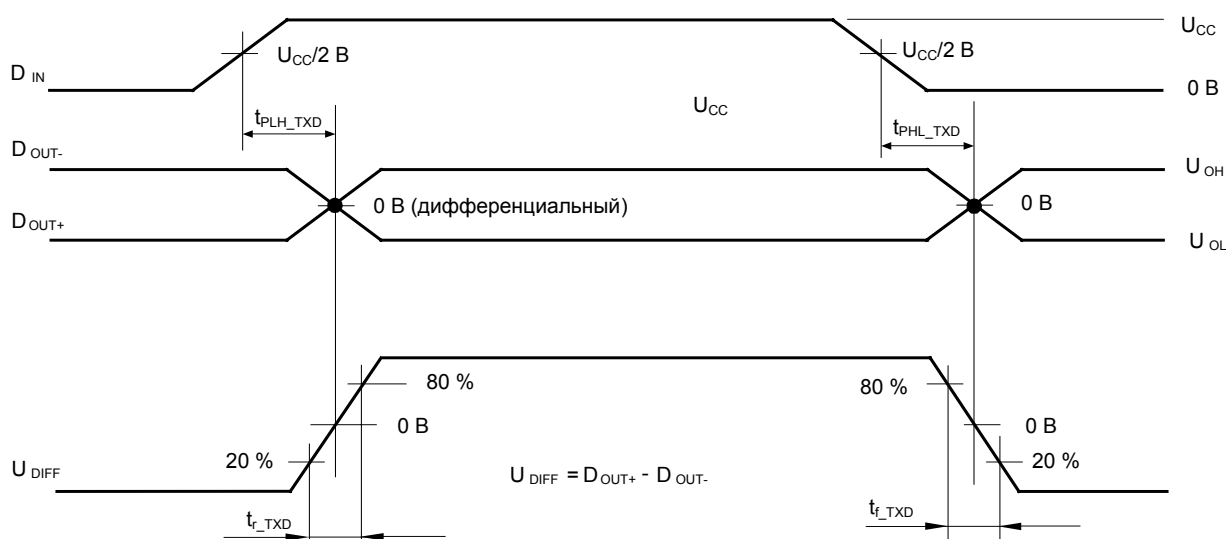 U_CC
U_CC/2 В
U_CC/2 В
D_IN
0 В
U_CC
t_PLH_TXD
t_PHL_TXD
D_OUT-
U_OH
0 В (дифференциальный)
0 В
D_OUT+
U_OL
80 %
80 %
0 В
0 В
20 %
20 %
U_DIFF
U_DIFF = D_OUT+ - D_OUT-
t_r_TXD
t_f_TXD